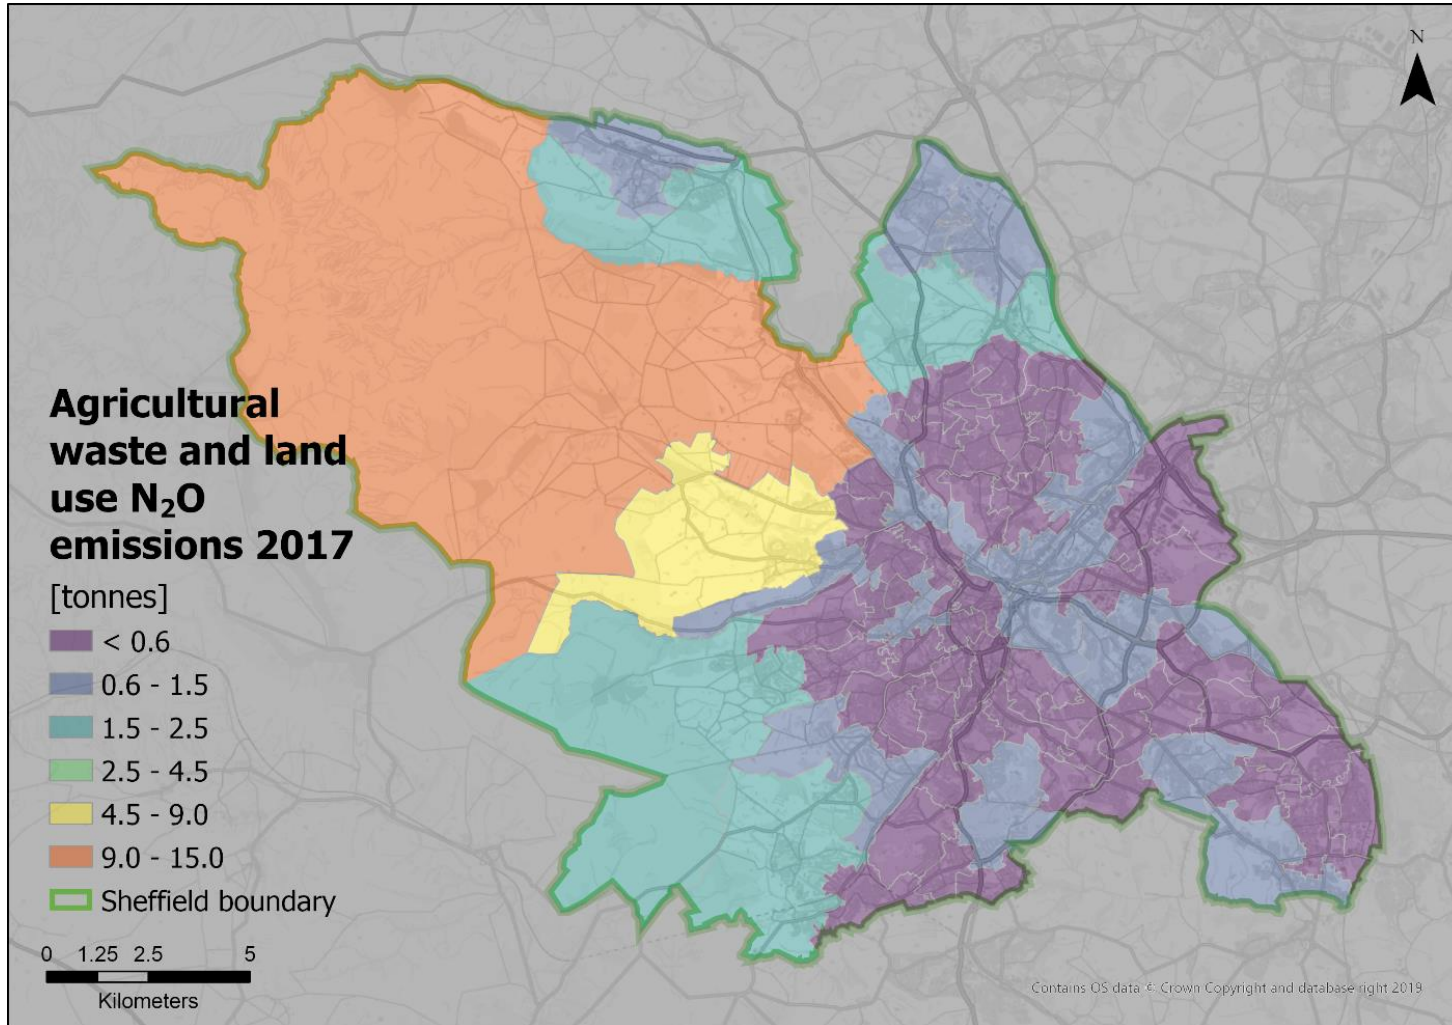 N
Agricultural
waste and land
use N₂O
emissions 2017
[tonnes]
< 0.6
0.6 - 1.5
1.5 - 2.5
2.5 - 4.5
4.5 - 9.0
9.0 - 15.0
Sheffield boundary
0 1.25 2.5 5
Kilometers
Contains OS data © Crown Copyright and database right 2019